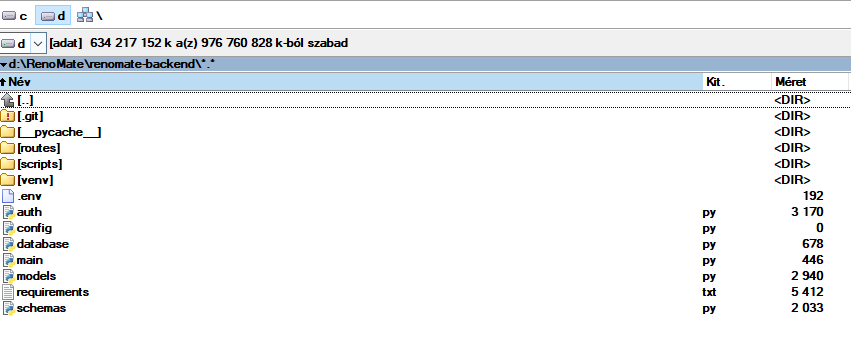 c d \
d [adat] 634 217 152 k a(z) 976 760 828 k-ból szabad
d:\RenoMate\renomate-backend\*.*
Név Kit. Méret
[..] <DIR>
[.git] <DIR>
[__pycache__] <DIR>
[routes] <DIR>
[scripts] <DIR>
[venv] <DIR>
.env 192
auth py 3 170
config py 0
database py 678
main py 446
models py 2 940
requirements txt 5 412
schemas py 2 033